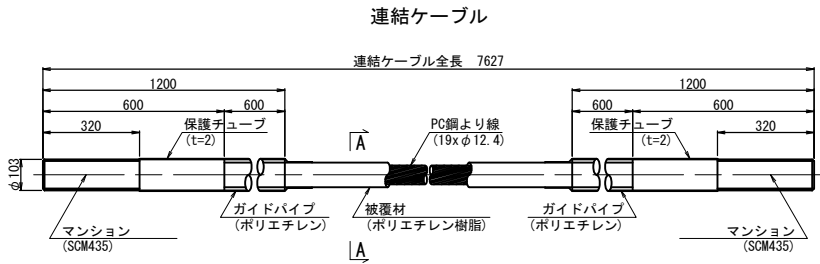 連結ケーブル
連結ケーブル全長 7627
1200 1200
600 600 600 600
320 保護チューブ (t=2) A PC鋼より線 (19xφ12.4) 保護チューブ (t=2) 320
φ103
ガイドパイプ (ポリエチレン) 被覆材 (ポリエチレン樹脂) ガイドパイプ (ポリエチレン)
マンション (SCM435) A マンション (SCM435)